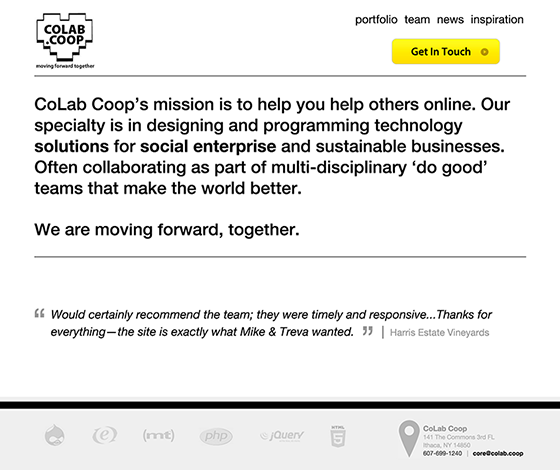 COLAB
.COOP
moving forward together
portfolio team news inspiration
Get In Touch
CoLab Coop's mission is to help you help others online. Our
specialty is in designing and programming technology
solutions for social enterprise and sustainable businesses.
Often collaborating as part of multi-disciplinary ‘do good’
teams that make the world better.
We are moving forward, together.
“ Would certainly recommend the team; they were timely and responsive...Thanks for
everything—the site is exactly what Mike & Treva wanted. ” | Harris Estate Vineyards
(mt) php jQuery HTML 5
CoLab Coop
141 The Commons 3rd FL
Ithaca, NY 14850
607-699-1240 | core@colab.coop